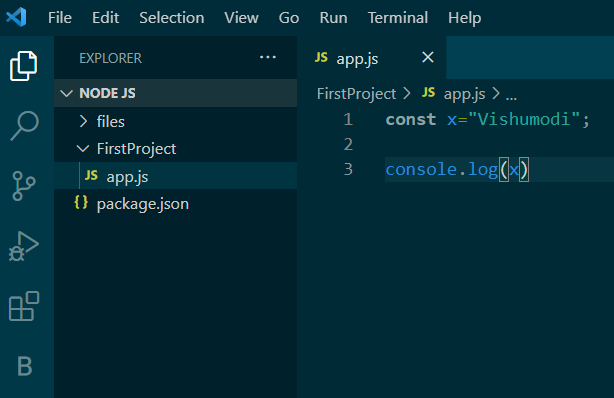 File Edit Selection View Go Run Terminal Help
EXPLORER ...
NODE JS
files
FirstProject
JS app.js
{} package.json
JS app.js ×
FirstProject > JS app.js > ...
1 const x="Vishumodi";
2
3 console.log(x)
B